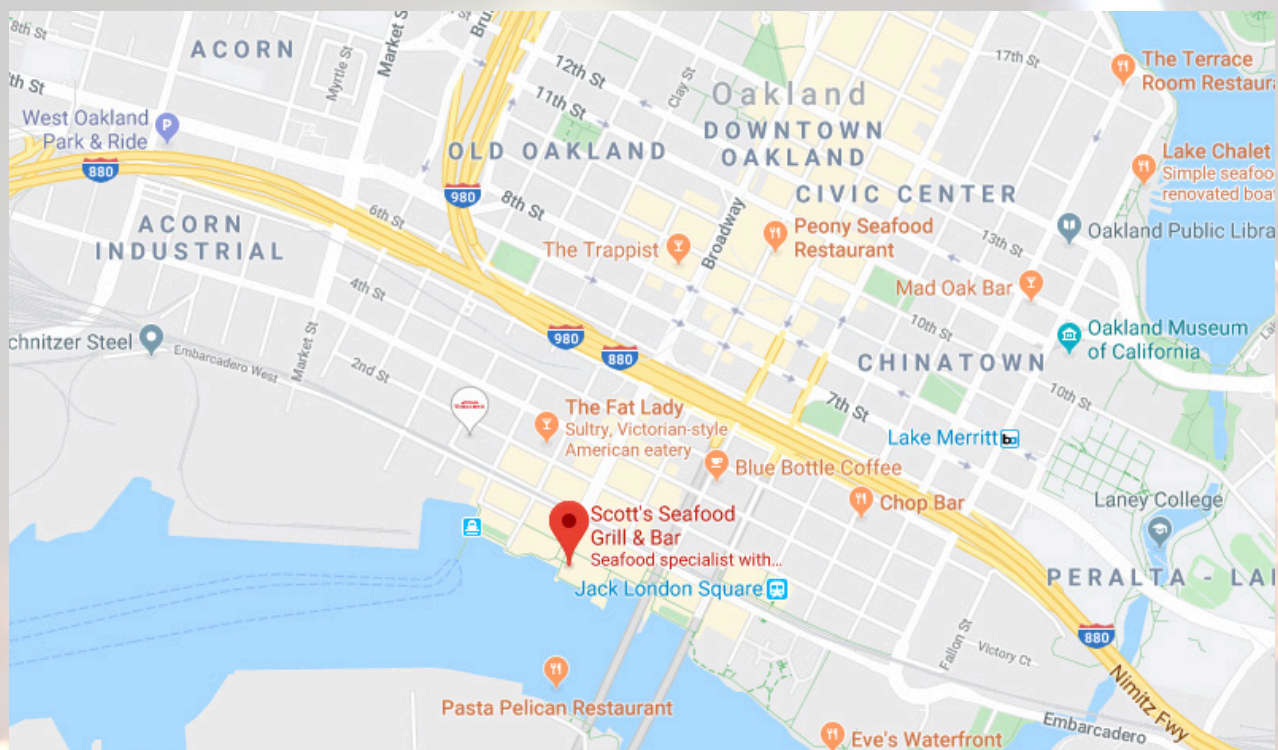 8th St
ACORN
Myrtle St
Market S
Bru
St
12th St
11th St
Clay St
Oakland
DOWNTOWN
OAKLAND
17th St
The Terrace
Room Restaura
7th St
West Oakland
Park & Ride
P
880
OLD OAKLAND
980
8th St
CIVIC CENTER
Lake Chalet
Simple seafoo
renovated boat
ACORN
INDUSTRIAL
6th St
The Trappist
Broadway
Peony Seafood
Restaurant
13th St
Oakland Public Libra
Mad Oak Bar
4th St
10th St
Oakland Museum
of California
chnitzer Steel
Embarcadero West
Market St
2nd St
980
880
CHINATOWN
10th St
7th St
The Fat Lady
Sultry, Victorian-style
American eatery
Lake Merritt
Blue Bottle Coffee
Chop Bar
Laney College
Scott's Seafood
Grill & Bar
Seafood specialist with...
Jack London Square
PERALTA - LA
880
Fallon St
Victory Ct
Nimitz Fwy
Pasta Pelican Restaurant
Embarcadero
Eve's Waterfront